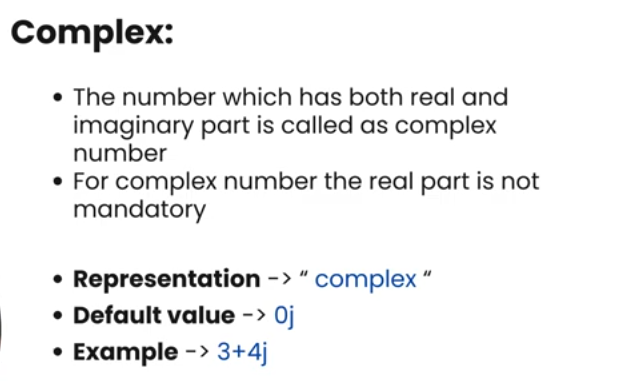 Complex:
• The number which has both real and
imaginary part is called as complex
number
• For complex number the real part is not
mandatory
• Representation -> “ complex “
• Default value -> 0j
• Example -> 3+4j